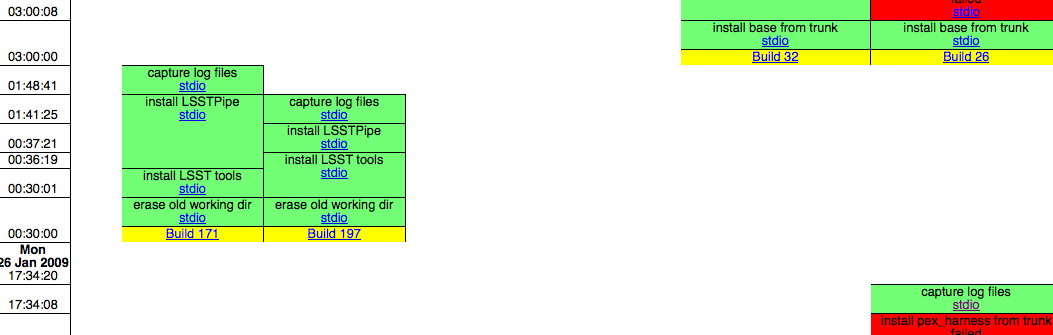 failed
03:00:08 stdio
install base from trunk install base from trunk
stdio stdio
03:00:00 Build 32 Build 26
capture log files
01:48:41 stdio
install LSSTPipe capture log files
01:41:25 stdio stdio
install LSSTPipe
00:37:21 stdio
00:36:19 install LSST tools
install LSST tools stdio
00:30:01 stdio
erase old working dir erase old working dir
stdio stdio
00:30:00 Build 171 Build 197
Mon
26 Jan 2009
17:34:20
capture log files
17:34:08 stdio
install pex_harness from trunk
failed